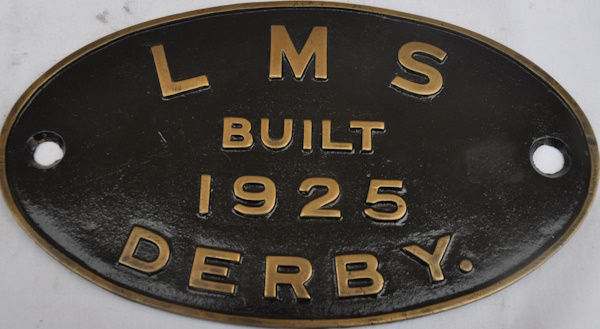 L M S
BUILT
1925
DERBY.